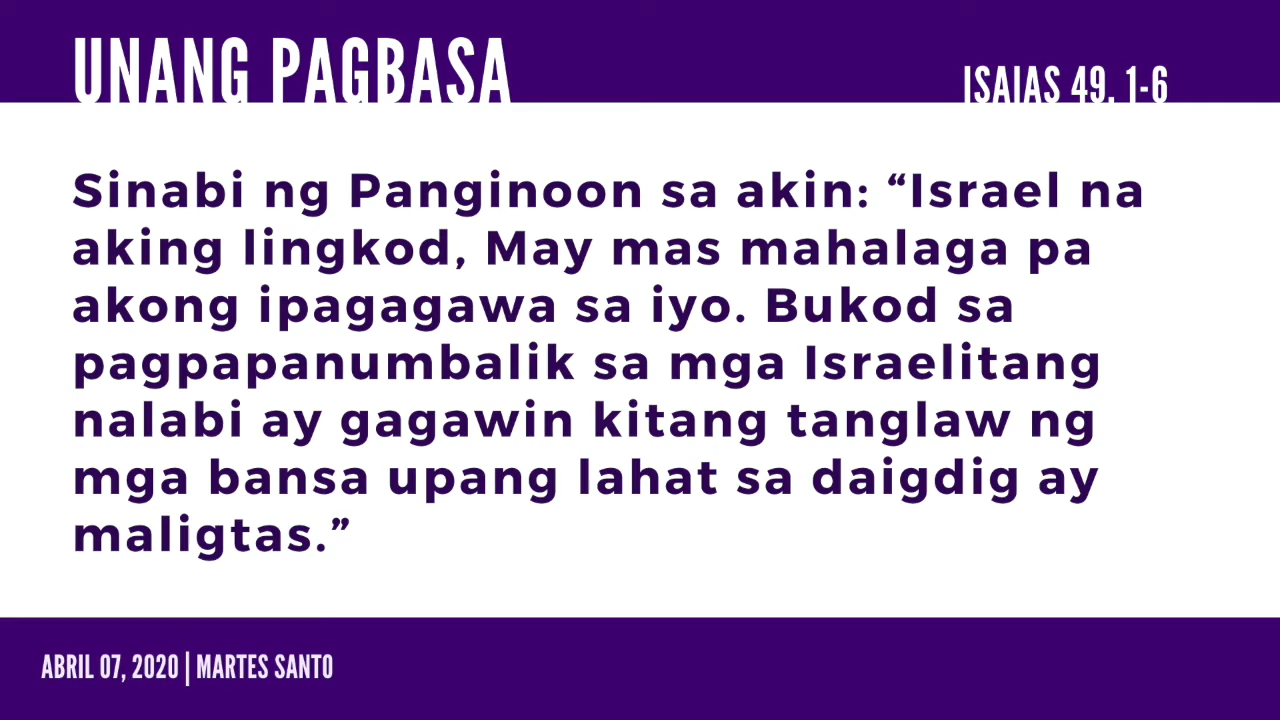 UNANG PAGBASA
ISAIAS 49, 1-6
Sinabi ng Panginoon sa akin: “Israel na
aking lingkod, May mas mahalaga pa
akong ipagagawa sa iyo. Bukod sa
pagpapanumbalik sa mga Israelitang
nalabi ay gagawin kitang tanglaw ng
mga bansa upang lahat sa daigdig ay
maligtas.”
ABRIL 07, 2020 | MARTES SANTO